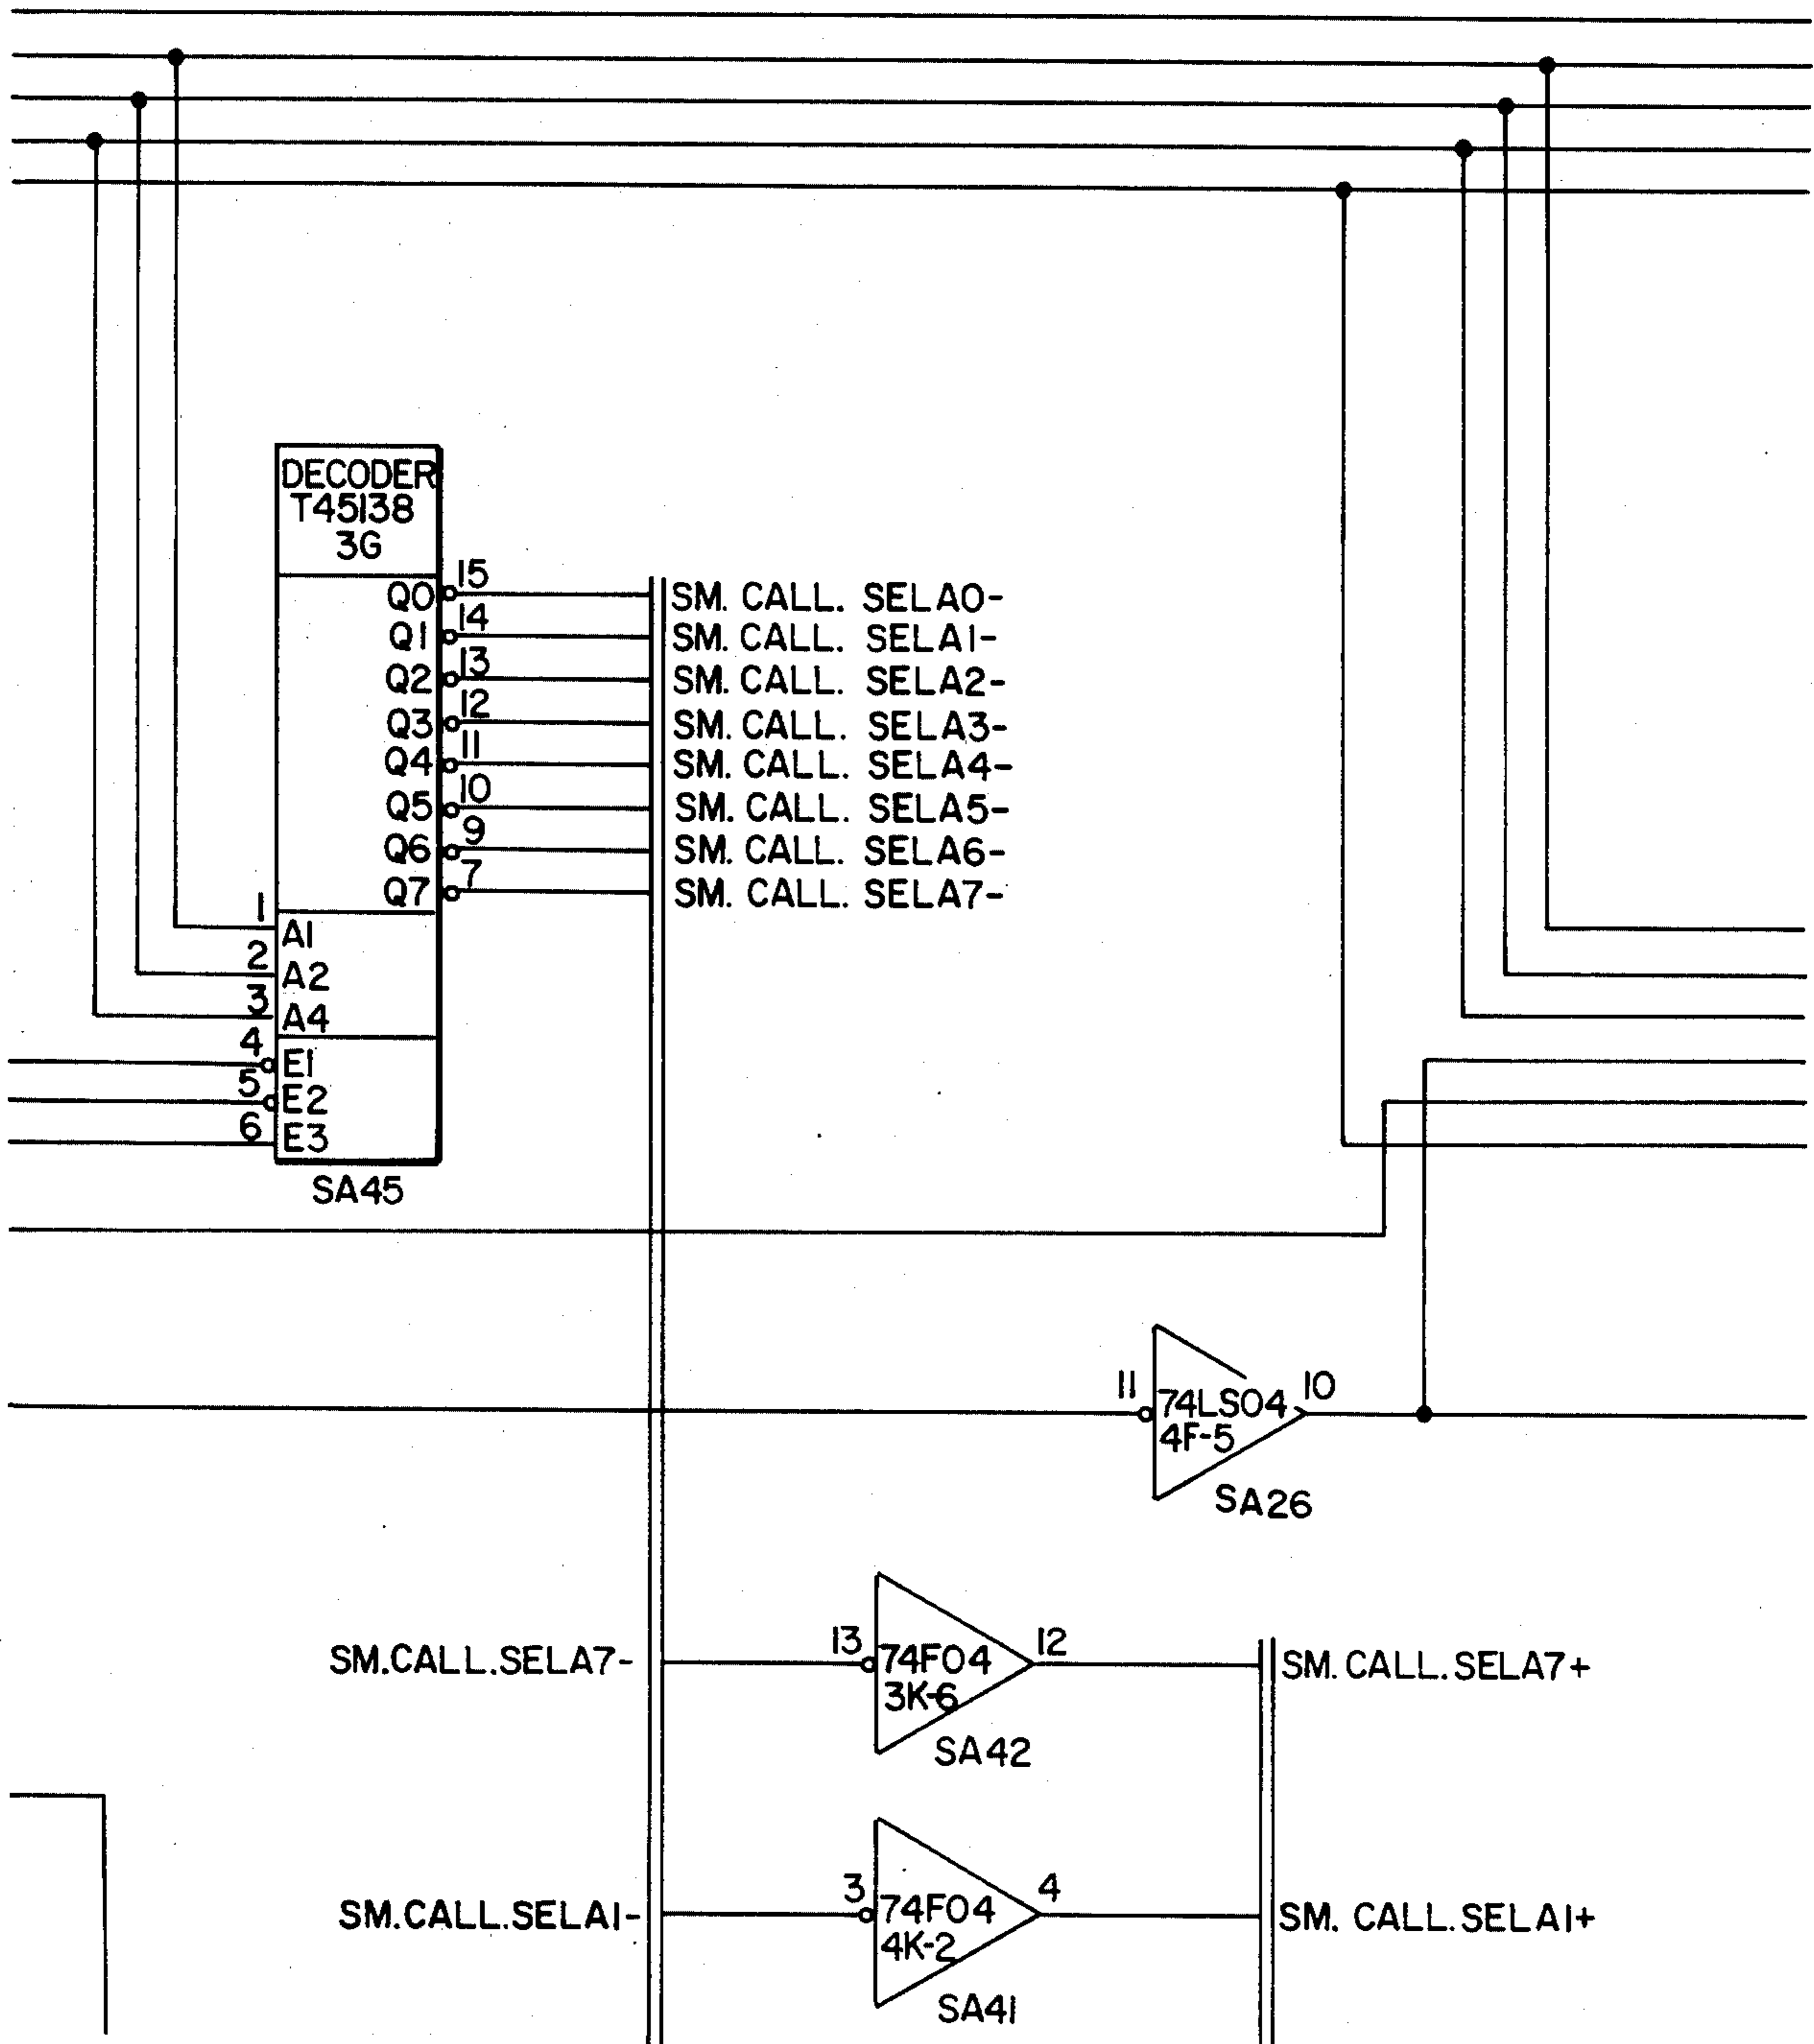 DECODER
T45138
3G
Q0 15 SM. CALL. SELA0-
Q1 14 SM. CALL. SELA1-
Q2 13 SM. CALL. SELA2-
Q3 12 SM. CALL. SELA3-
Q4 11 SM. CALL. SELA4-
Q5 10 SM. CALL. SELA5-
Q6 9 SM. CALL. SELA6-
Q7 7 SM. CALL. SELA7-
1 A1
2 A2
3 A4
4 E1
5 E2
6 E3
SA45
11 74LS04 10
4F-5
SA26
SM.CALL.SELA7- 13 74F04 12 SM. CALL. SELA7+
3K-6
SA42
SM.CALL.SELA1- 3 74F04 4 SM. CALL. SELA1+
4K-2
SA41